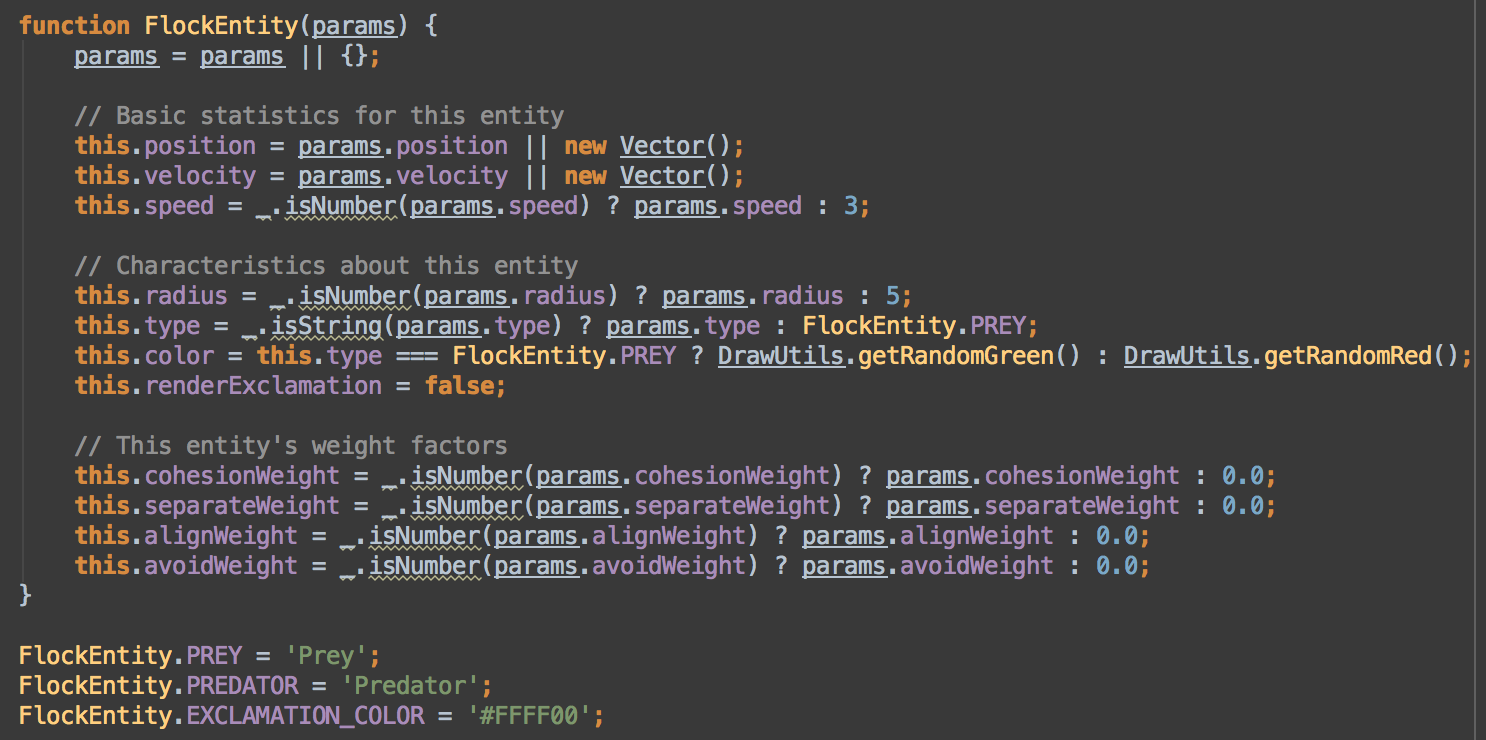 function FlockEntity(params) {
    params = params || {};

    // Basic statistics for this entity
    this.position = params.position || new Vector();
    this.velocity = params.velocity || new Vector();
    this.speed = _.isNumber(params.speed) ? params.speed : 3;

    // Characteristics about this entity
    this.radius = _.isNumber(params.radius) ? params.radius : 5;
    this.type = _.isString(params.type) ? params.type : FlockEntity.PREY;
    this.color = this.type === FlockEntity.PREY ? DrawUtils.getRandomGreen() : DrawUtils.getRandomRed();
    this.renderExclamation = false;

    // This entity's weight factors
    this.cohesionWeight = _.isNumber(params.cohesionWeight) ? params.cohesionWeight : 0.0;
    this.separateWeight = _.isNumber(params.separateWeight) ? params.separateWeight : 0.0;
    this.alignWeight = _.isNumber(params.alignWeight) ? params.alignWeight : 0.0;
    this.avoidWeight = _.isNumber(params.avoidWeight) ? params.avoidWeight : 0.0;
}

FlockEntity.PREY = 'Prey';
FlockEntity.PREDATOR = 'Predator';
FlockEntity.EXCLAMATION_COLOR = '#FFFF00';